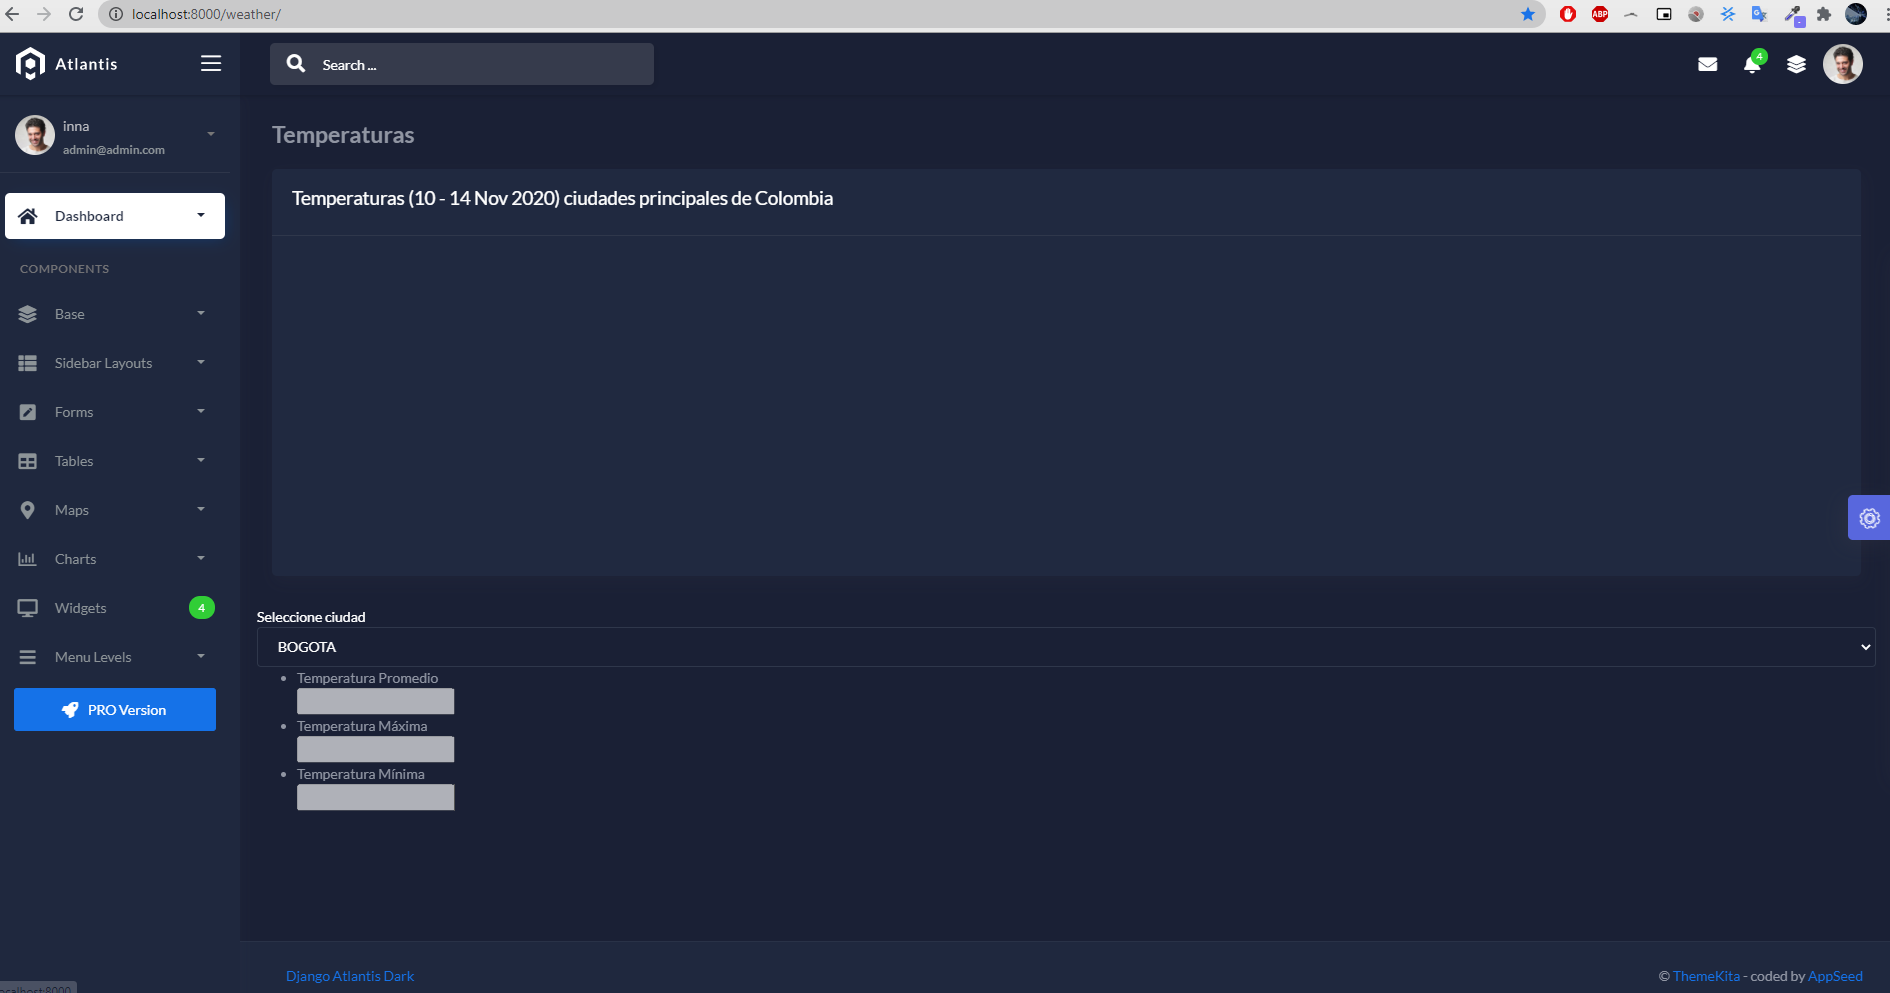 localhost:8000/weather/
ABP
Atlantis
Search ...
4
inna
admin@admin.com
Temperaturas
Temperaturas (10 - 14 Nov 2020) ciudades principales de Colombia
Dashboard
COMPONENTS
Base
Sidebar Layouts
Forms
Tables
Maps
Charts
Widgets
4
Menu Levels
PRO Version
Seleccione ciudad
BOGOTA
Temperatura Promedio
Temperatura Máxima
Temperatura Mínima
Django Atlantis Dark
© ThemeKita - coded by AppSeed